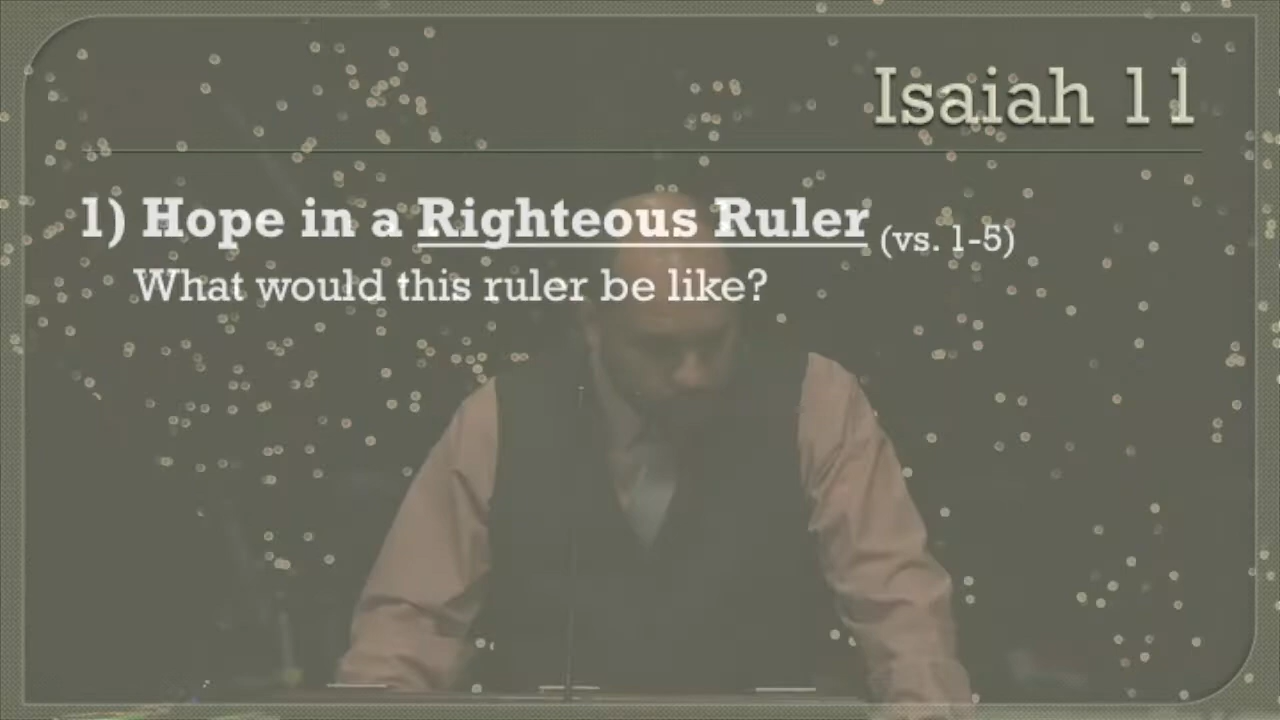 Isaiah 11
1) Hope in a Righteous Ruler (vs. 1-5)
What would this ruler be like?